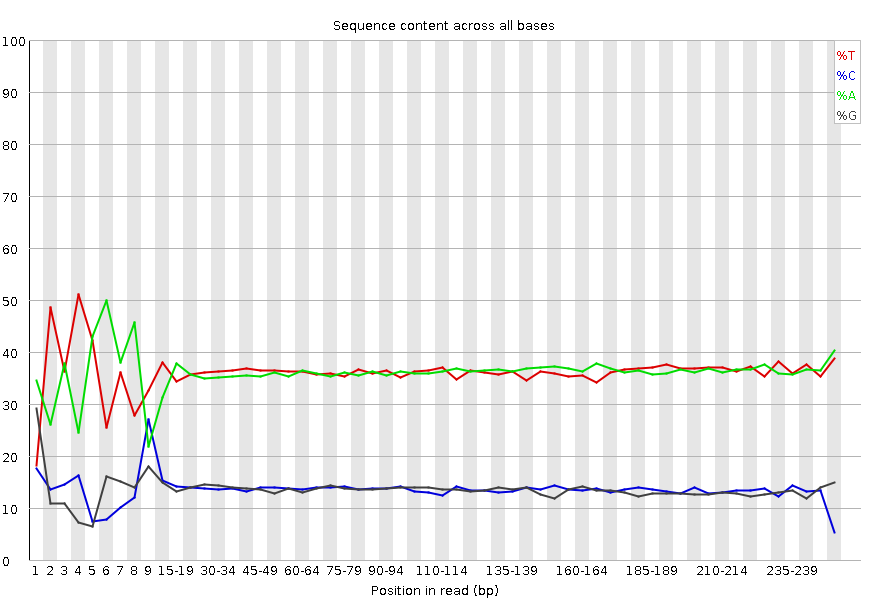 Sequence content across all bases
100
90
80
70
60
50
40
30
20
10
0
%T
%C
%A
%G
1 2 3 4 5 6 7 8 9 15-19 30-34 45-49 60-64 75-79 90-94 110-114 135-139 160-164 185-189 210-214 235-239
Position in read (bp)